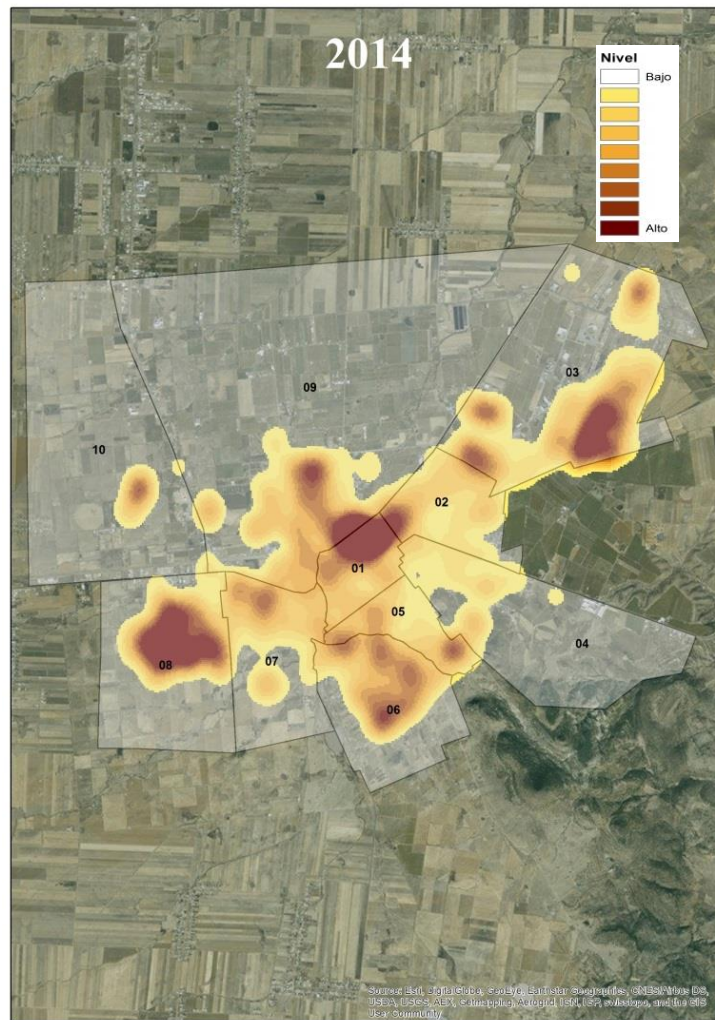 2014
Nivel
Bajo
Alto
03
09
10
02
01
05
04
08
07
06
Source: Esri, DigitalGlobe, GeoEye, Earthstar Geographics, CNES/Airbus DS,
USDA, USGS, AEX, Getmapping, Aerogrid, IGN, IGP, swisstopo, and the GIS
User Community